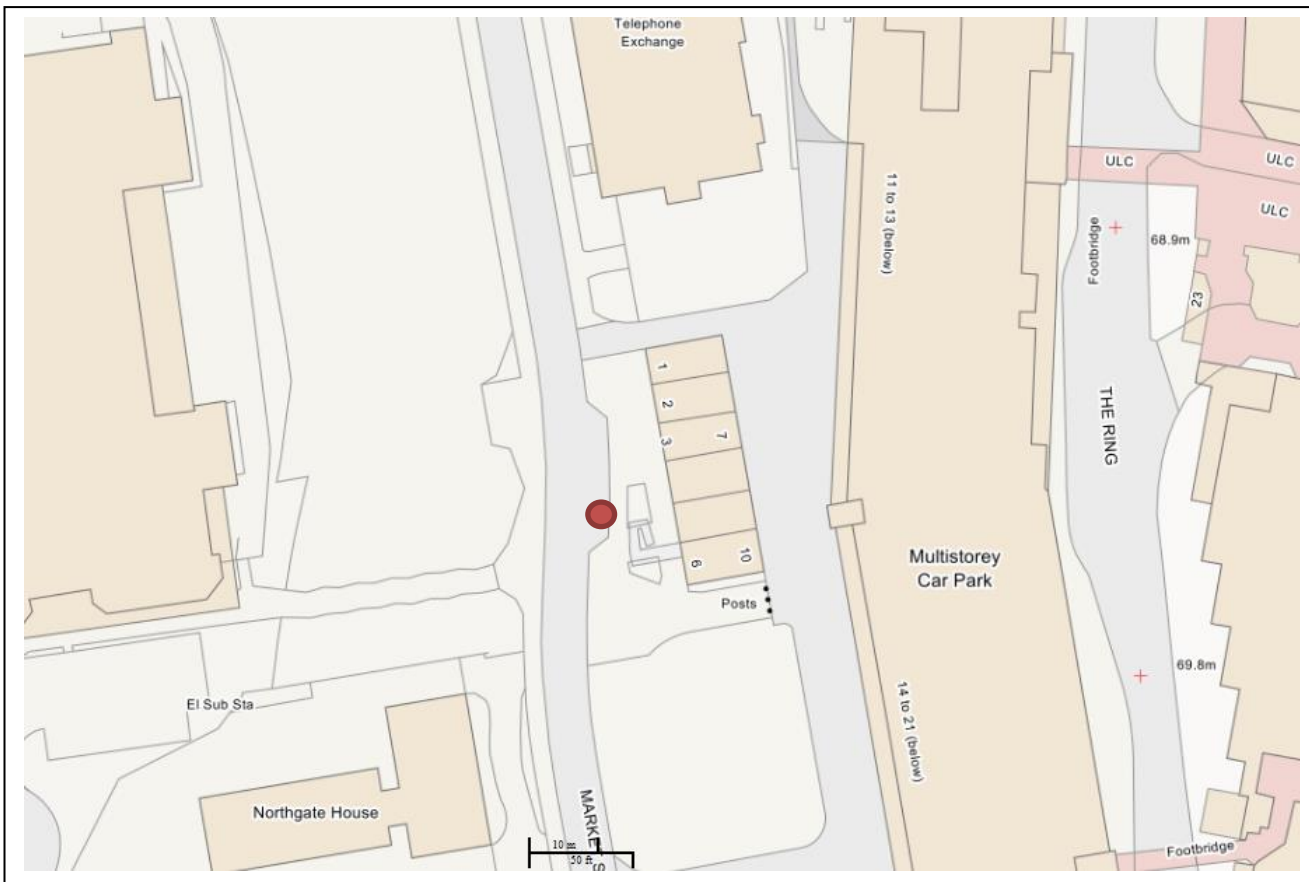 Telephone
Exchange
ULC
ULC
ULC
11 to 13 (below)
Footbridge
68.9m
23
1
2
3
7
THE RING
Multistorey
Car Park
6
10
Posts
69.8m
El Sub Sta
14 to 21 (below)
Northgate House
MARKET S
10 m
50 ft
Footbridge